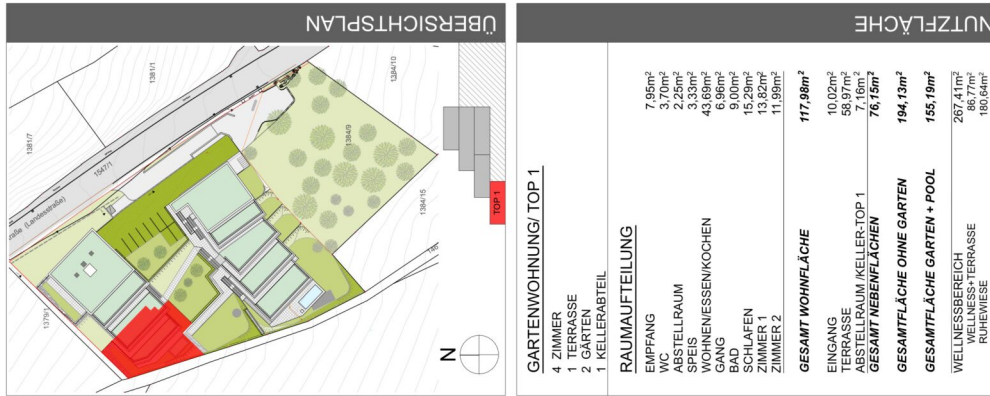 ÜBERSICHTSPLAN
1381/7
1381/1
1547/1
raße (Landesstraße)
1384/10
1384/9
1384/15
1379/1
N
TOP 1
NUTZFLÄCHE
GARTENWOHNUNG/ TOP 1
4 ZIMMER
1 TERRASSE
2 GÄRTEN
1 KELLERABTEIL
RAUMAUFTEILUNG
EMPFANG 7,95m²
WC 3,70m²
ABSTELLRAUM 2,25m²
SPEIS 3,33m²
WOHNEN/ESSEN/KOCHEN 43,69m²
GANG 6,96m²
BAD 9,00m²
SCHLAFEN 15,29m²
ZIMMER 1 13,82m²
ZIMMER 2 11,99m²
GESAMT WOHNFLÄCHE 117,98m²
EINGANG 10,02m²
TERRASSE 58,97m²
ABSTELLRAUM /KELLER-TOP 1 7,16m²
GESAMT NEBENFLÄCHEN 76,15m²
GESAMTFLÄCHE OHNE GARTEN 194,13m²
GESAMTFLÄCHE GARTEN + POOL 155,19m²
WELLNESSBEREICH 267,41m²
WELLNESS+TERRASSE 86,77m²
RUHEWIESE 180,64m²